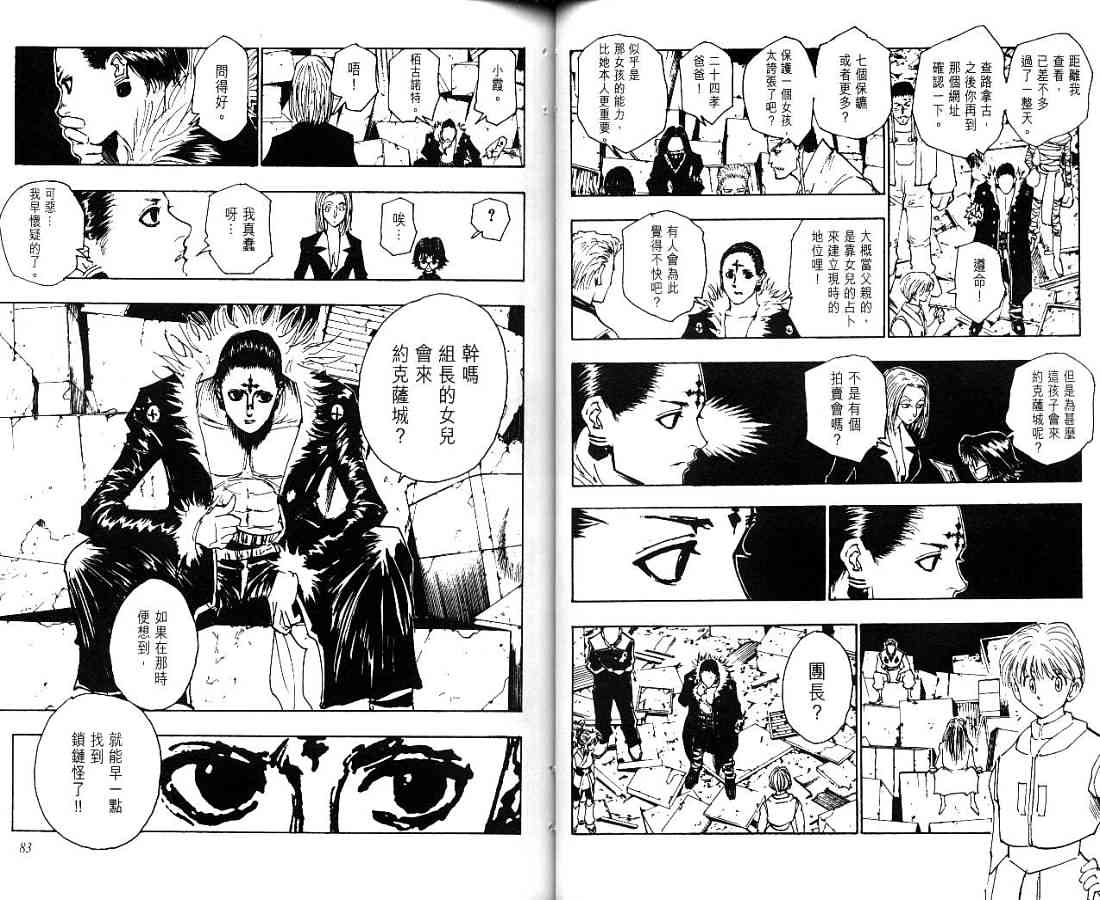 距離我
查看，
已差不多
過了一整天。
查路拿古，
之後你再到
那個網址
確認一下。
遵命！
七個保鑣
或者更多？
保護一個女孩，
太誇張了吧？
二十四孝
爸爸！
似乎是
那女孩的能力，
比她本人更重要。
大概當父親的，
是靠女兒的占卜
來建立現時的
地位哩！
有人會為此
覺得不快吧？
但是為甚麼
這孩子會來
約克薩城呢？
不是有個
拍賣會嗎？
團長？
小霞。
栢古諾特。
唔！
問得好。
？
唉…
我真蠢
呀…
可惡…
我早懷疑的了。
幹嗎
組長的女兒
會來
約克薩城？
如果在那時
便想到，
就能早一點
找到
鎖鏈怪了!!
83